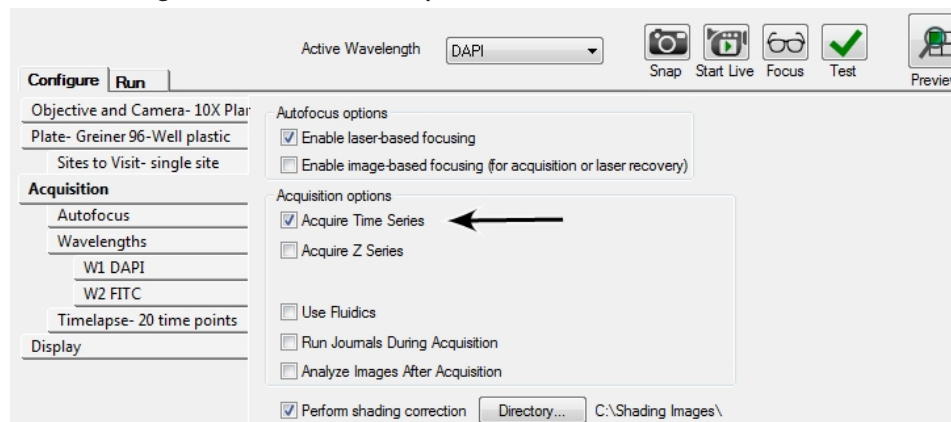 Active Wavelength DAPI
Snap Start Live Focus Test
Configure Run
Objective and Camera- 10X Plan
Plate- Greiner 96-Well plastic
Sites to Visit- single site
Acquisition
Autofocus
Wavelengths
W1 DAPI
W2 FITC
Timelapse- 20 time points
Display
Autofocus options
Enable laser-based focusing
Enable image-based focusing (for acquisition or laser recovery)
Acquisition options
Acquire Time Series
Acquire Z Series
Use Fluidics
Run Journals During Acquisition
Analyze Images After Acquisition
Perform shading correction Directory... C:\Shading Images\